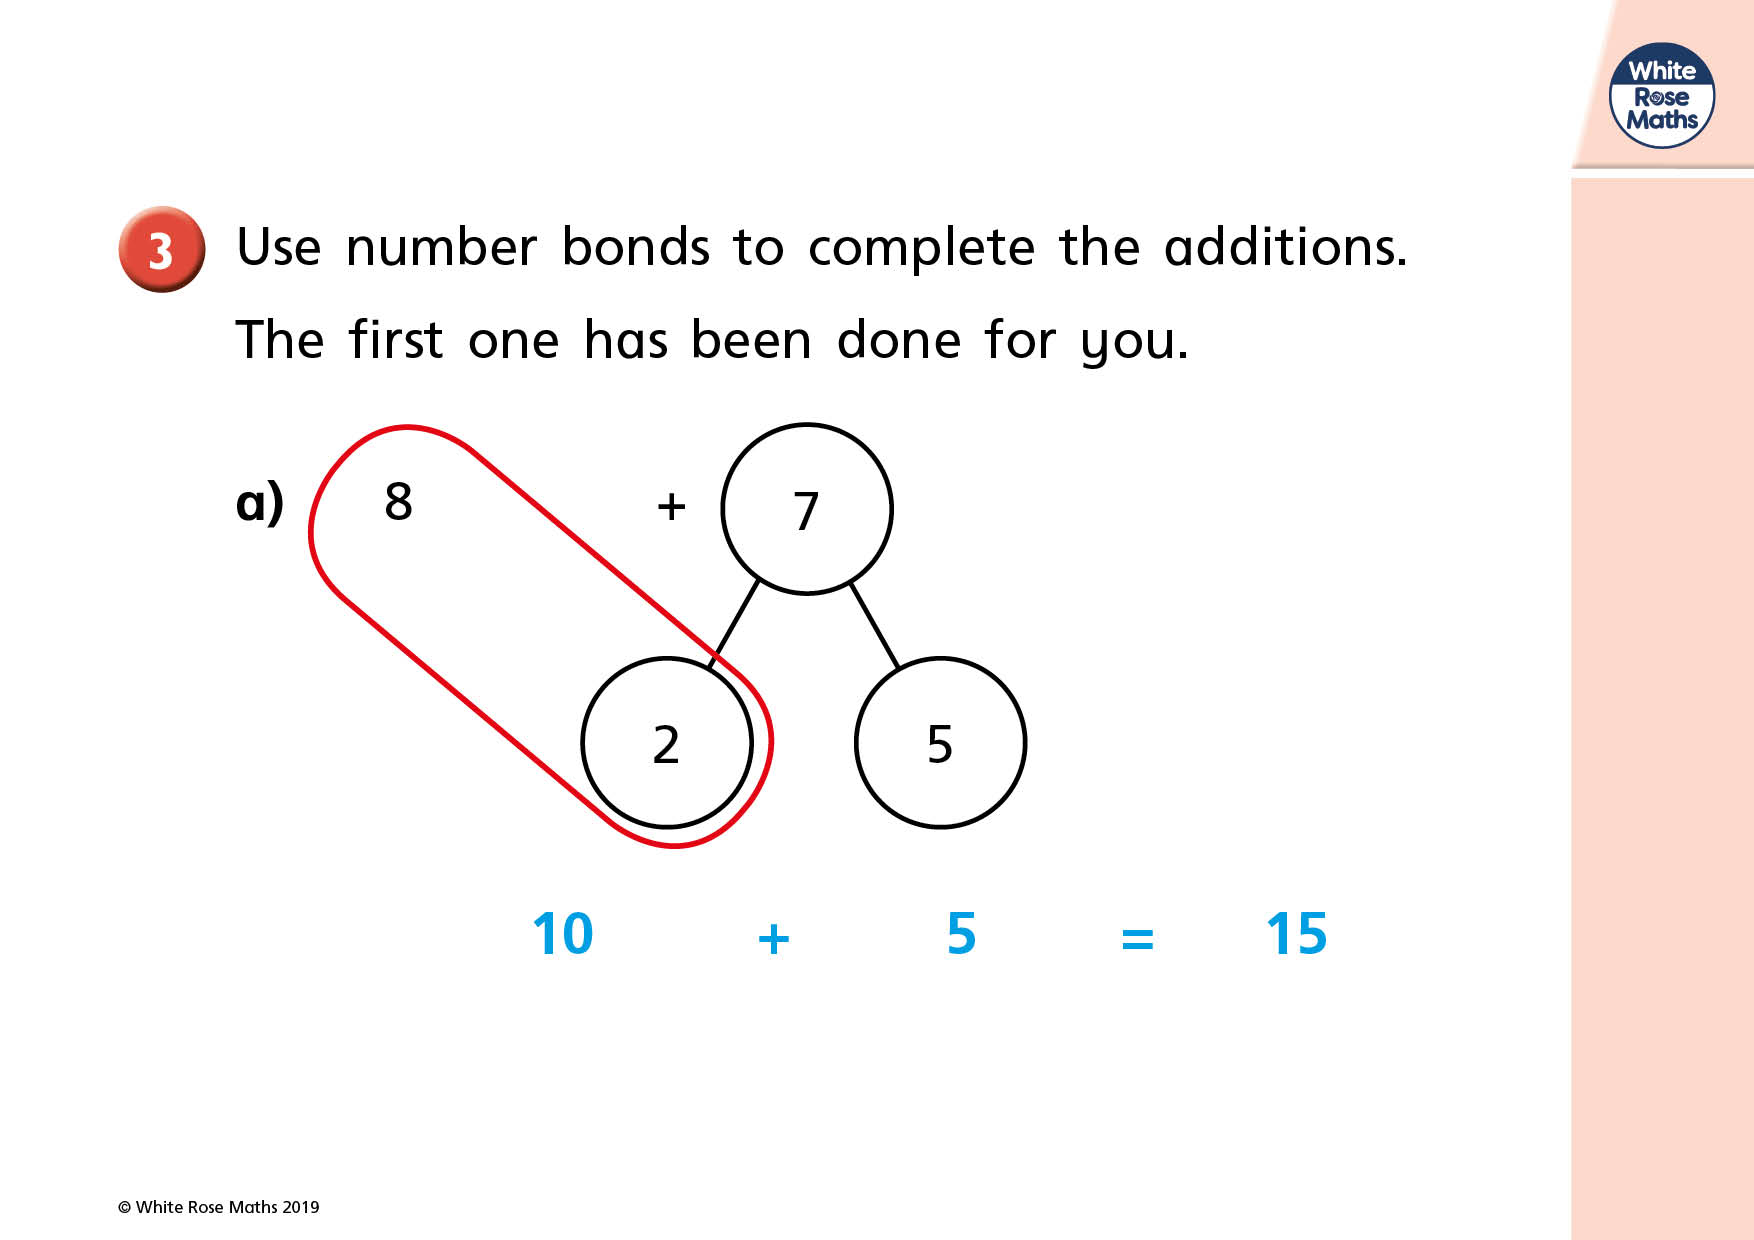 White
Rose
Maths
3 Use number bonds to complete the additions.
The first one has been done for you.
a) 8 + 7
2 5
10 + 5 = 15
© White Rose Maths 2019